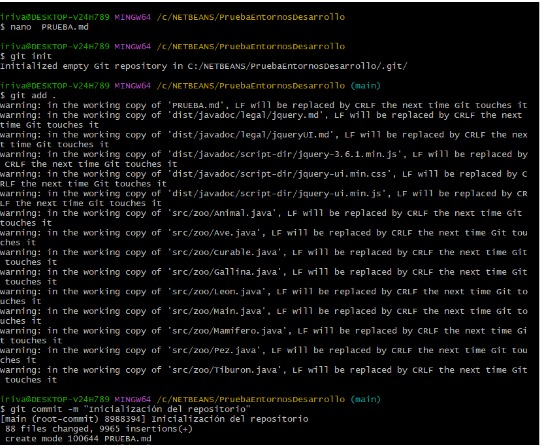 iriva@DESKTOP-V24H789 MINGW64 /c/NETBEANS/PruebaEntornosDesarrollo
$ nano  PRUEBA.md
iriva@DESKTOP-V24H789 MINGW64 /c/NETBEANS/PruebaEntornosDesarrollo
$ git init
Initialized empty Git repository in C:/NETBEANS/PruebaEntornosDesarrollo/.git/
iriva@DESKTOP-V24H789 MINGW64 /c/NETBEANS/PruebaEntornosDesarrollo (main)
$ git add .
warning: in the working copy of 'PRUEBA.md', LF will be replaced by CRLF the next time Git touches it
warning: in the working copy of 'dist/javadoc/legal/jquery.md', LF will be replaced by CRLF the next
time Git touches it
warning: in the working copy of 'dist/javadoc/legal/jqueryUI.md', LF will be replaced by CRLF the nex
t time Git touches it
warning: in the working copy of 'dist/javadoc/script-dir/jquery-3.6.1.min.js', LF will be replaced by
 CRLF the next time Git touches it
warning: in the working copy of 'dist/javadoc/script-dir/jquery-ui.min.css', LF will be replaced by C
RLF the next time Git touches it
warning: in the working copy of 'dist/javadoc/script-dir/jquery-ui.min.js', LF will be replaced by CR
LF the next time Git touches it
warning: in the working copy of 'src/zoo/Animal.java', LF will be replaced by CRLF the next time Git
touches it
warning: in the working copy of 'src/zoo/Ave.java', LF will be replaced by CRLF the next time Git tou
ches it
warning: in the working copy of 'src/zoo/Curable.java', LF will be replaced by CRLF the next time Git
 touches it
warning: in the working copy of 'src/zoo/Gallina.java', LF will be replaced by CRLF the next time Git
 touches it
warning: in the working copy of 'src/zoo/Leon.java', LF will be replaced by CRLF the next time Git to
uches it
warning: in the working copy of 'src/zoo/Main.java', LF will be replaced by CRLF the next time Git to
uches it
warning: in the working copy of 'src/zoo/Mamifero.java', LF will be replaced by CRLF the next time Gi
t touches it
warning: in the working copy of 'src/zoo/Pez.java', LF will be replaced by CRLF the next time Git tou
ches it
warning: in the working copy of 'src/zoo/Tiburon.java', LF will be replaced by CRLF the next time Git
 touches it
iriva@DESKTOP-V24H789 MINGW64 /c/NETBEANS/PruebaEntornosDesarrollo (main)
$ git commit -m "Inicialización del repositorio"
[main (root-commit) 8988394] Inicialización del repositorio
 88 files changed, 9965 insertions(+)
 create mode 100644 PRUEBA.md